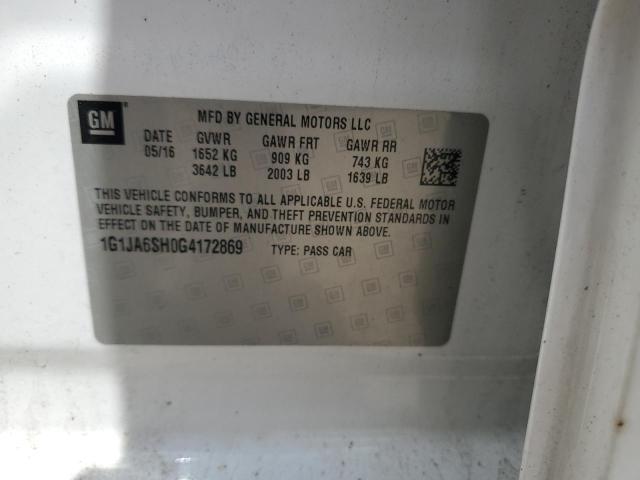 GM MFD BY GENERAL MOTORS LLC
DATE GVWR GAWR FRT GAWR RR
05/16 1652 KG 909 KG 743 KG
3642 LB 2003 LB 1639 LB
THIS VEHICLE CONFORMS TO ALL APPLICABLE U.S. FEDERAL MOTOR
VEHICLE SAFETY, BUMPER, AND THEFT PREVENTION STANDARDS IN
EFFECT ON THE DATE OF MANUFACTURE SHOWN ABOVE.
1G1JA6SH0G4172869 TYPE: PASS CAR